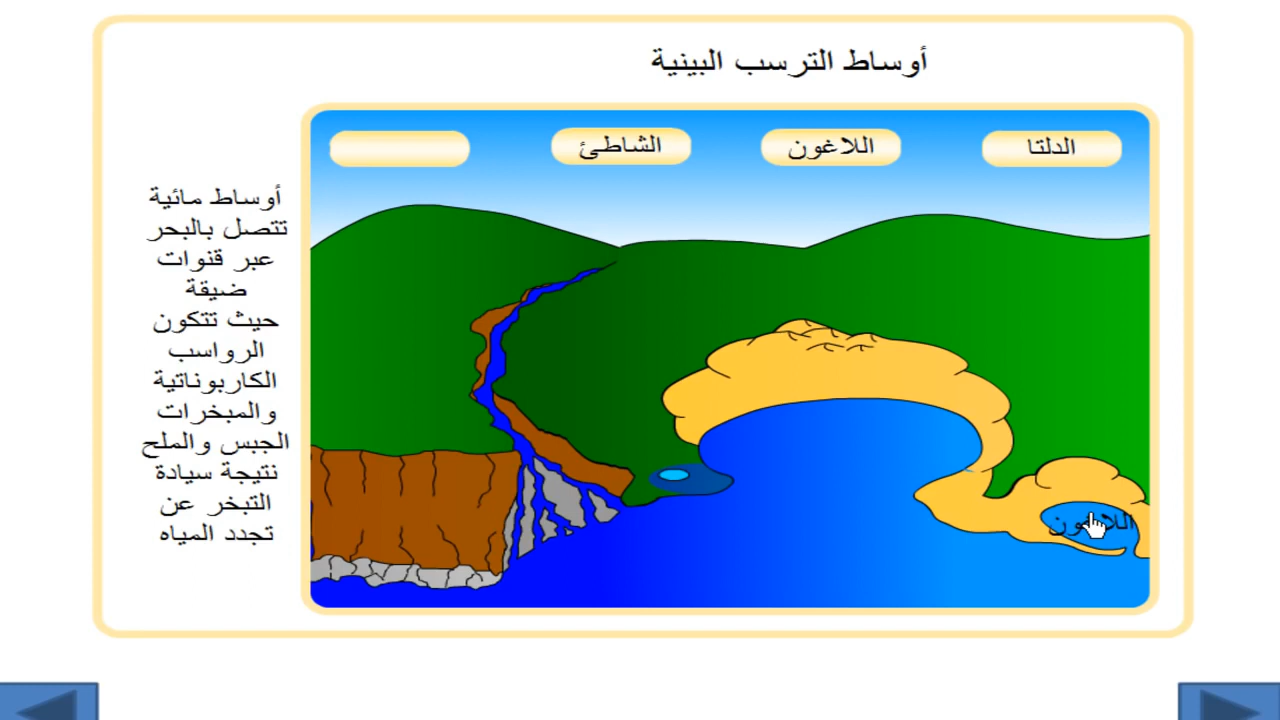 أوساط الترسب البينية
الدلتا
اللاغون
الشاطئ
أوساط مائية
تتصل بالبحر
عبر قنوات
ضيقة
حيث تتكون
الرواسب
الكاربوناتية
والمبخرات
الجبس والملح
نتيجة سيادة
التبخر عن
تجدد المياه
اللاغون